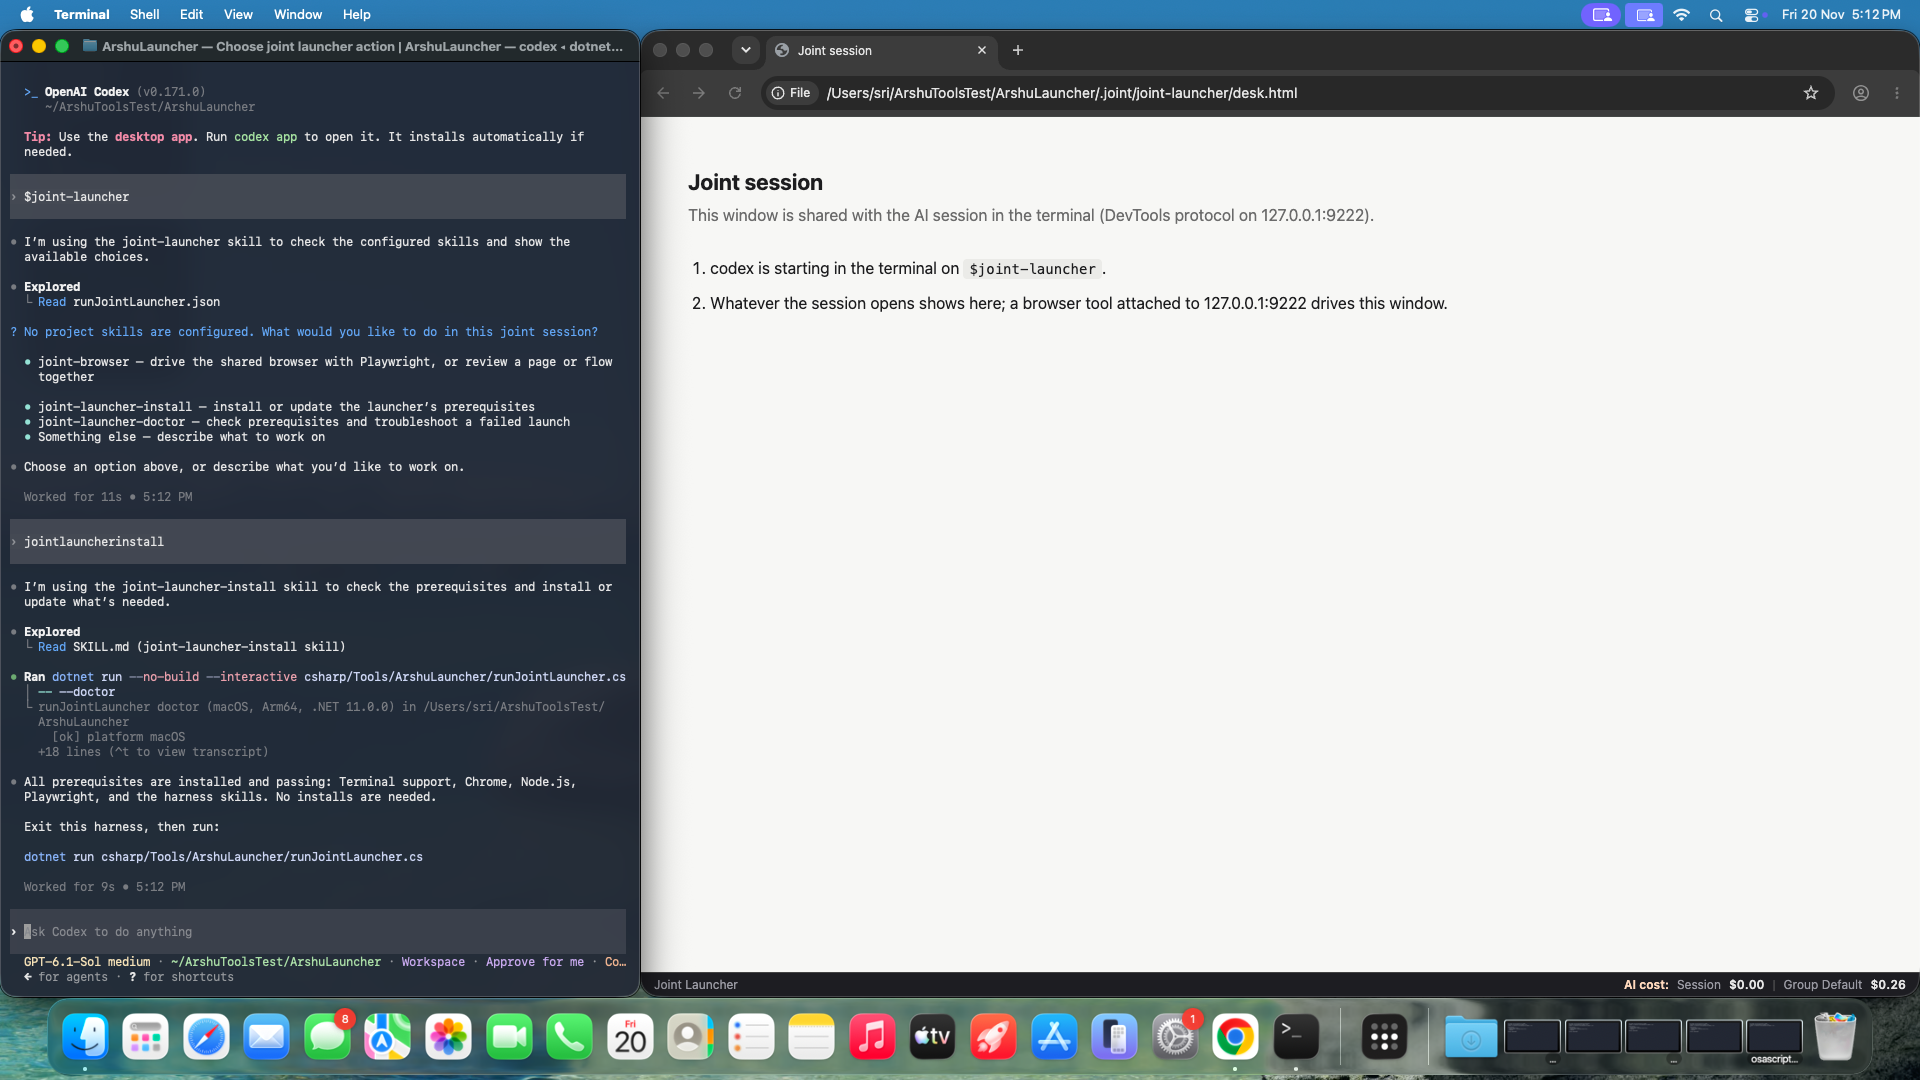 Terminal Shell Edit View Window Help
Fri 20 Nov 5:12 PM
ArshuLauncher — Choose joint launcher action | ArshuLauncher — codex ◂ dotnet...
>_ OpenAI Codex (v0.171.0)
~/ArshuToolsTest/ArshuLauncher
Tip: Use the desktop app. Run codex app to open it. It installs automatically if
needed.
› $joint-launcher
• I'm using the joint-launcher skill to check the configured skills and show the
available choices.
• Explored
└ Read runJointLauncher.json
? No project skills are configured. What would you like to do in this joint session?
• joint-browser — drive the shared browser with Playwright, or review a page or flow
together
• joint-launcher-install — install or update the launcher's prerequisites
• joint-launcher-doctor — check prerequisites and troubleshoot a failed launch
• Something else — describe what to work on
• Choose an option above, or describe what you'd like to work on.
Worked for 11s • 5:12 PM
› jointlauncherinstall
• I'm using the joint-launcher-install skill to check the prerequisites and install or
update what's needed.
• Explored
└ Read SKILL.md (joint-launcher-install skill)
• Ran dotnet run --no-build --interactive csharp/Tools/ArshuLauncher/runJointLauncher.cs
│ -- --doctor
└ runJointLauncher doctor (macOS, Arm64, .NET 11.0.0) in /Users/sri/ArshuToolsTest/
ArshuLauncher
[ok] platform macOS
+18 lines (^t to view transcript)
• All prerequisites are installed and passing: Terminal support, Chrome, Node.js,
Playwright, and the harness skills. No installs are needed.
Exit this harness, then run:
dotnet run csharp/Tools/ArshuLauncher/runJointLauncher.cs
Worked for 9s • 5:12 PM
› Ask Codex to do anything
GPT-6.1-Sol medium · ~/ArshuToolsTest/ArshuLauncher · Workspace · Approve for me · Co...
← for agents · ? for shortcuts
Joint session
File /Users/sri/ArshuToolsTest/ArshuLauncher/.joint/joint-launcher/desk.html
Joint session
This window is shared with the AI session in the terminal (DevTools protocol on 127.0.0.1:9222).
1. codex is starting in the terminal on $joint-launcher.
2. Whatever the session opens shows here; a browser tool attached to 127.0.0.1:9222 drives this window.
Joint Launcher
AI cost: Session $0.00 | Group Default $0.26
8
Fri
20
tv
1
>_
...
...
osascript...